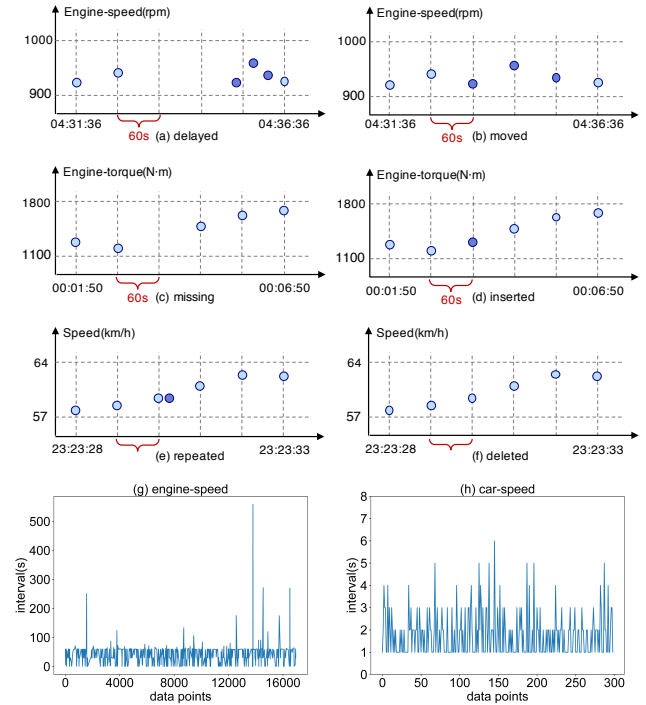 Engine-speed(rpm)
1000
900
04:31:36
04:36:36
60s
(a) delayed
Engine-speed(rpm)
1000
900
04:31:36
04:36:36
60s
(b) moved
Engine-torque(N·m)
1800
1100
00:01:50
00:06:50
60s
(c) missing
Engine-torque(N·m)
1800
1100
00:01:50
00:06:50
60s
(d) inserted
Speed(km/h)
64
57
23:23:28
23:23:33
(e) repeated
Speed(km/h)
64
57
23:23:28
23:23:33
(f) deleted
(g) engine-speed
interval(s)
500
400
300
200
100
0
0
4000
8000
12000
16000
data points
(h) car-speed
interval(s)
8
7
6
5
4
3
2
1
0
0
50
100
150
200
250
300
data points